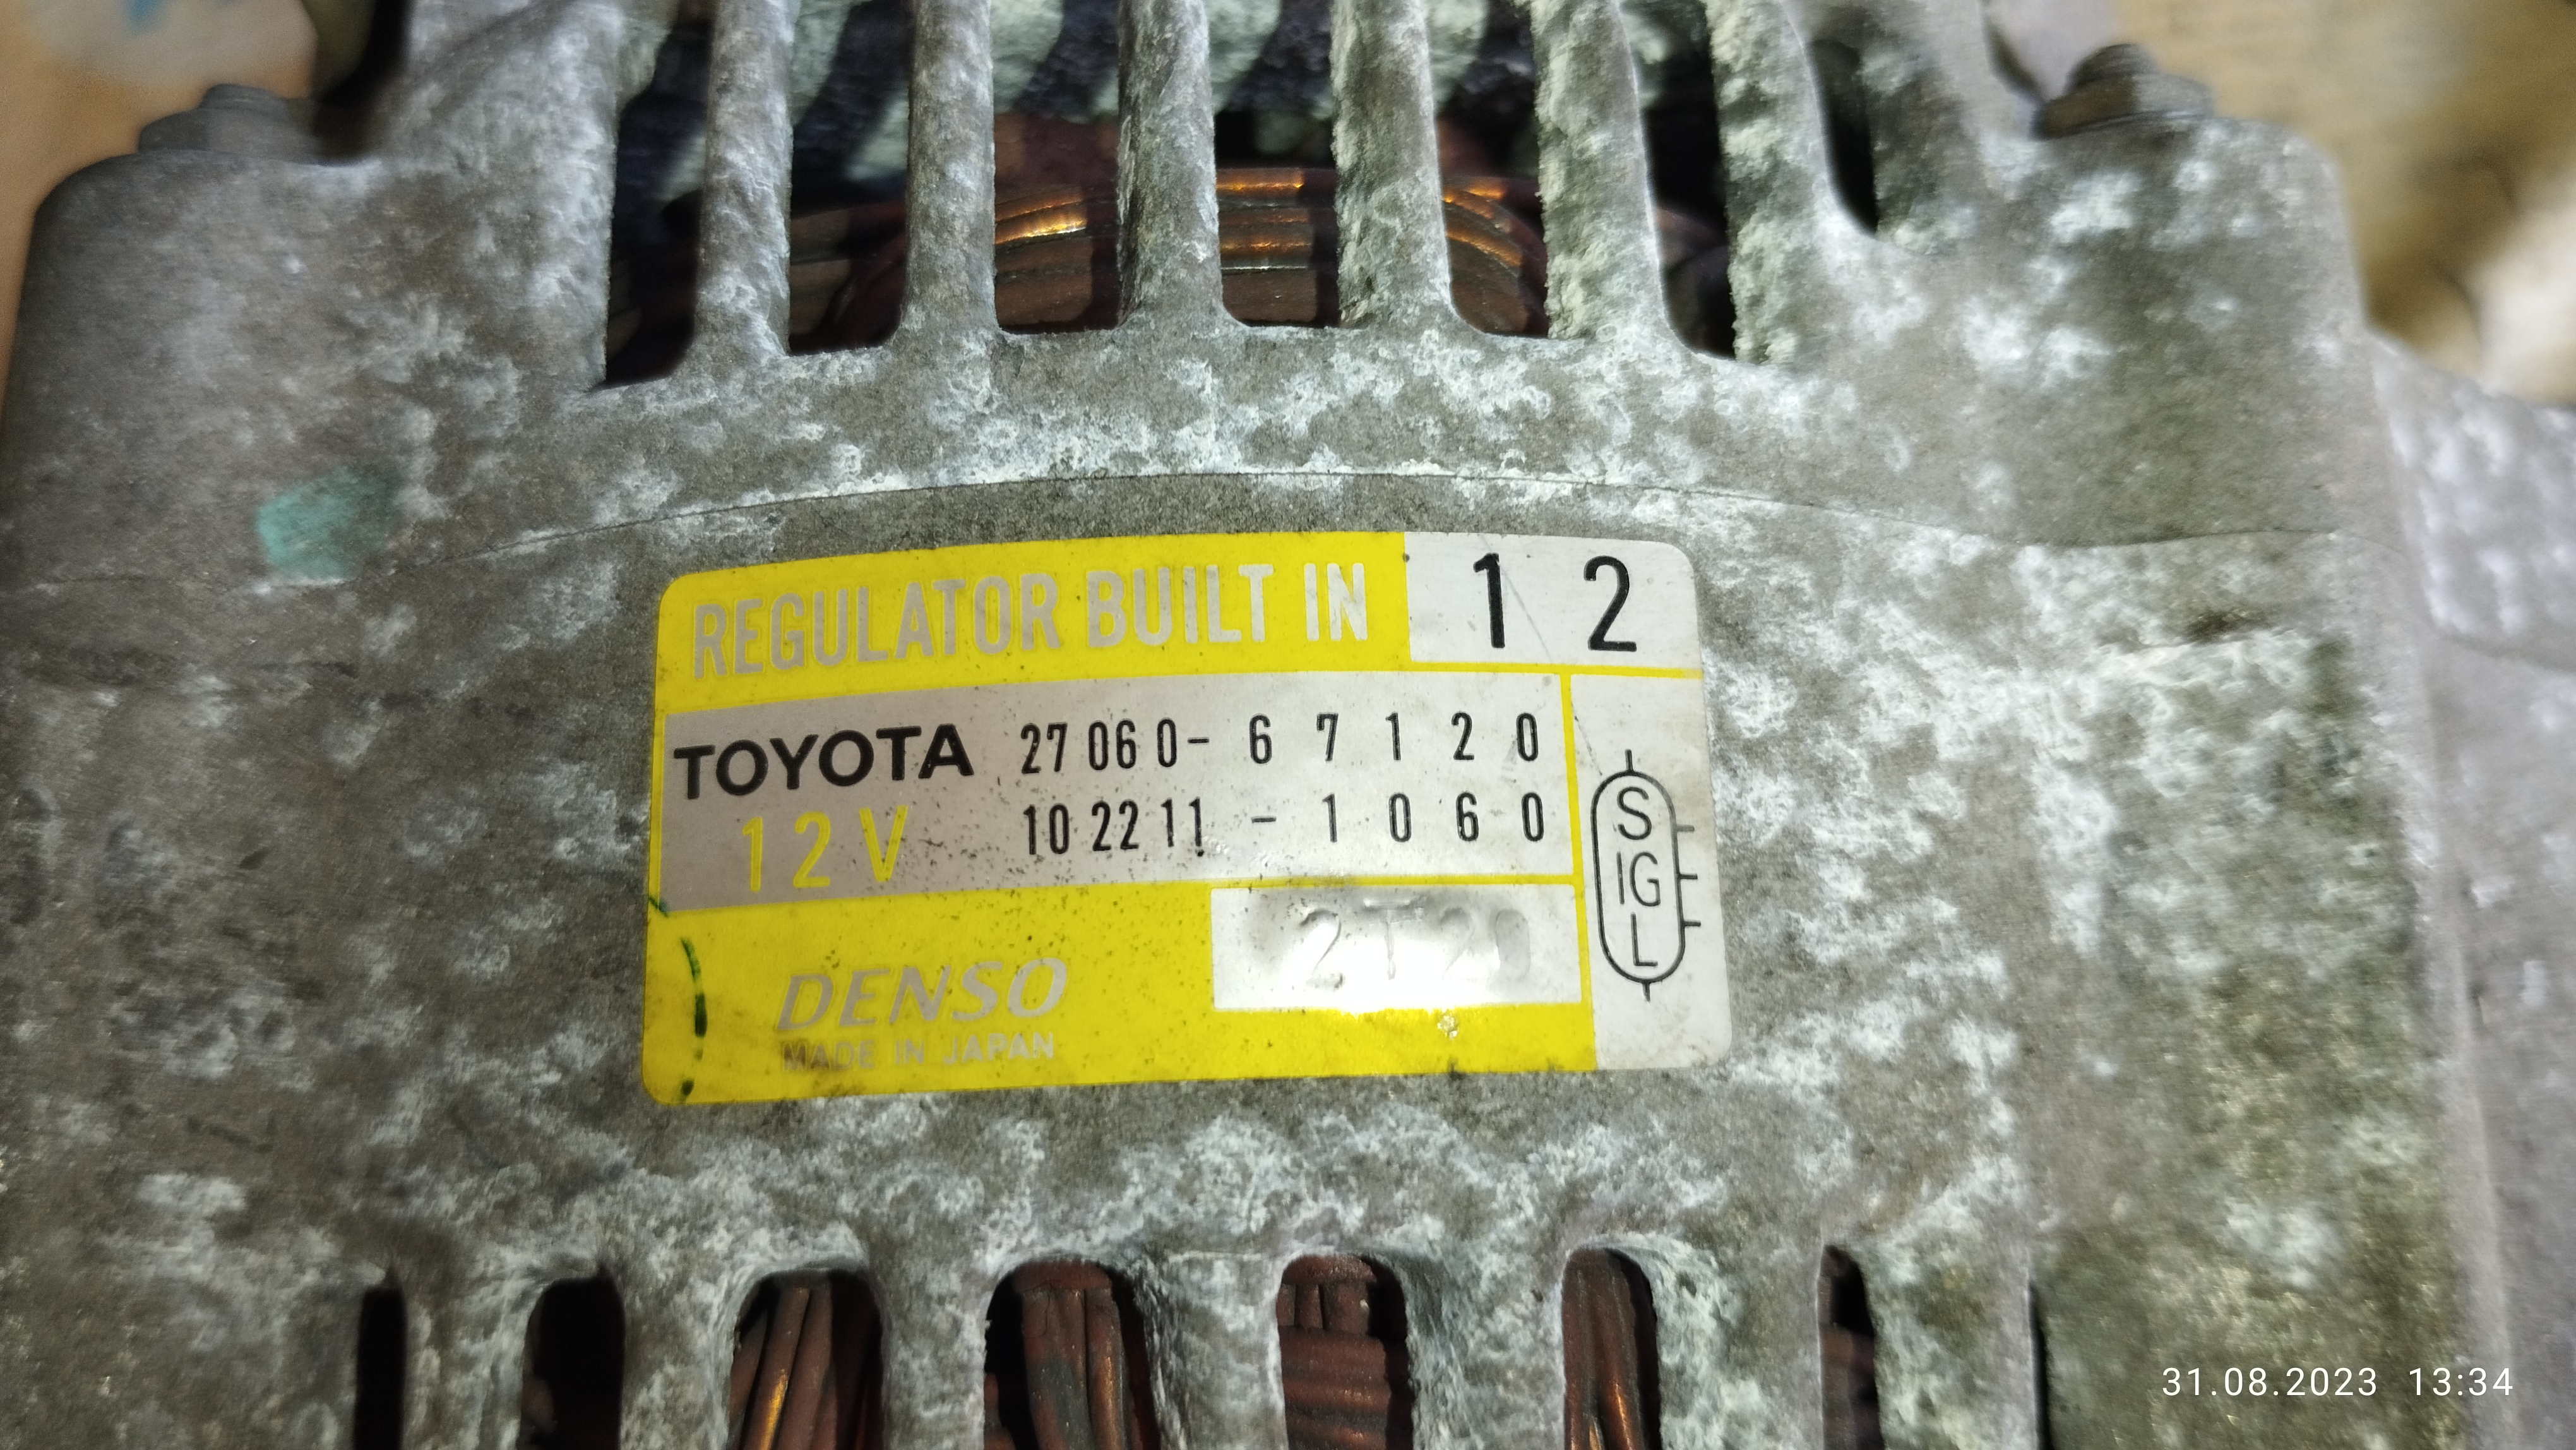 REGULATOR BUILT IN 12
TOYOTA 27060-67120
12V 102211-1060
S
IG
L
2T20
DENSO
MADE IN JAPAN
31.08.2023 13:34